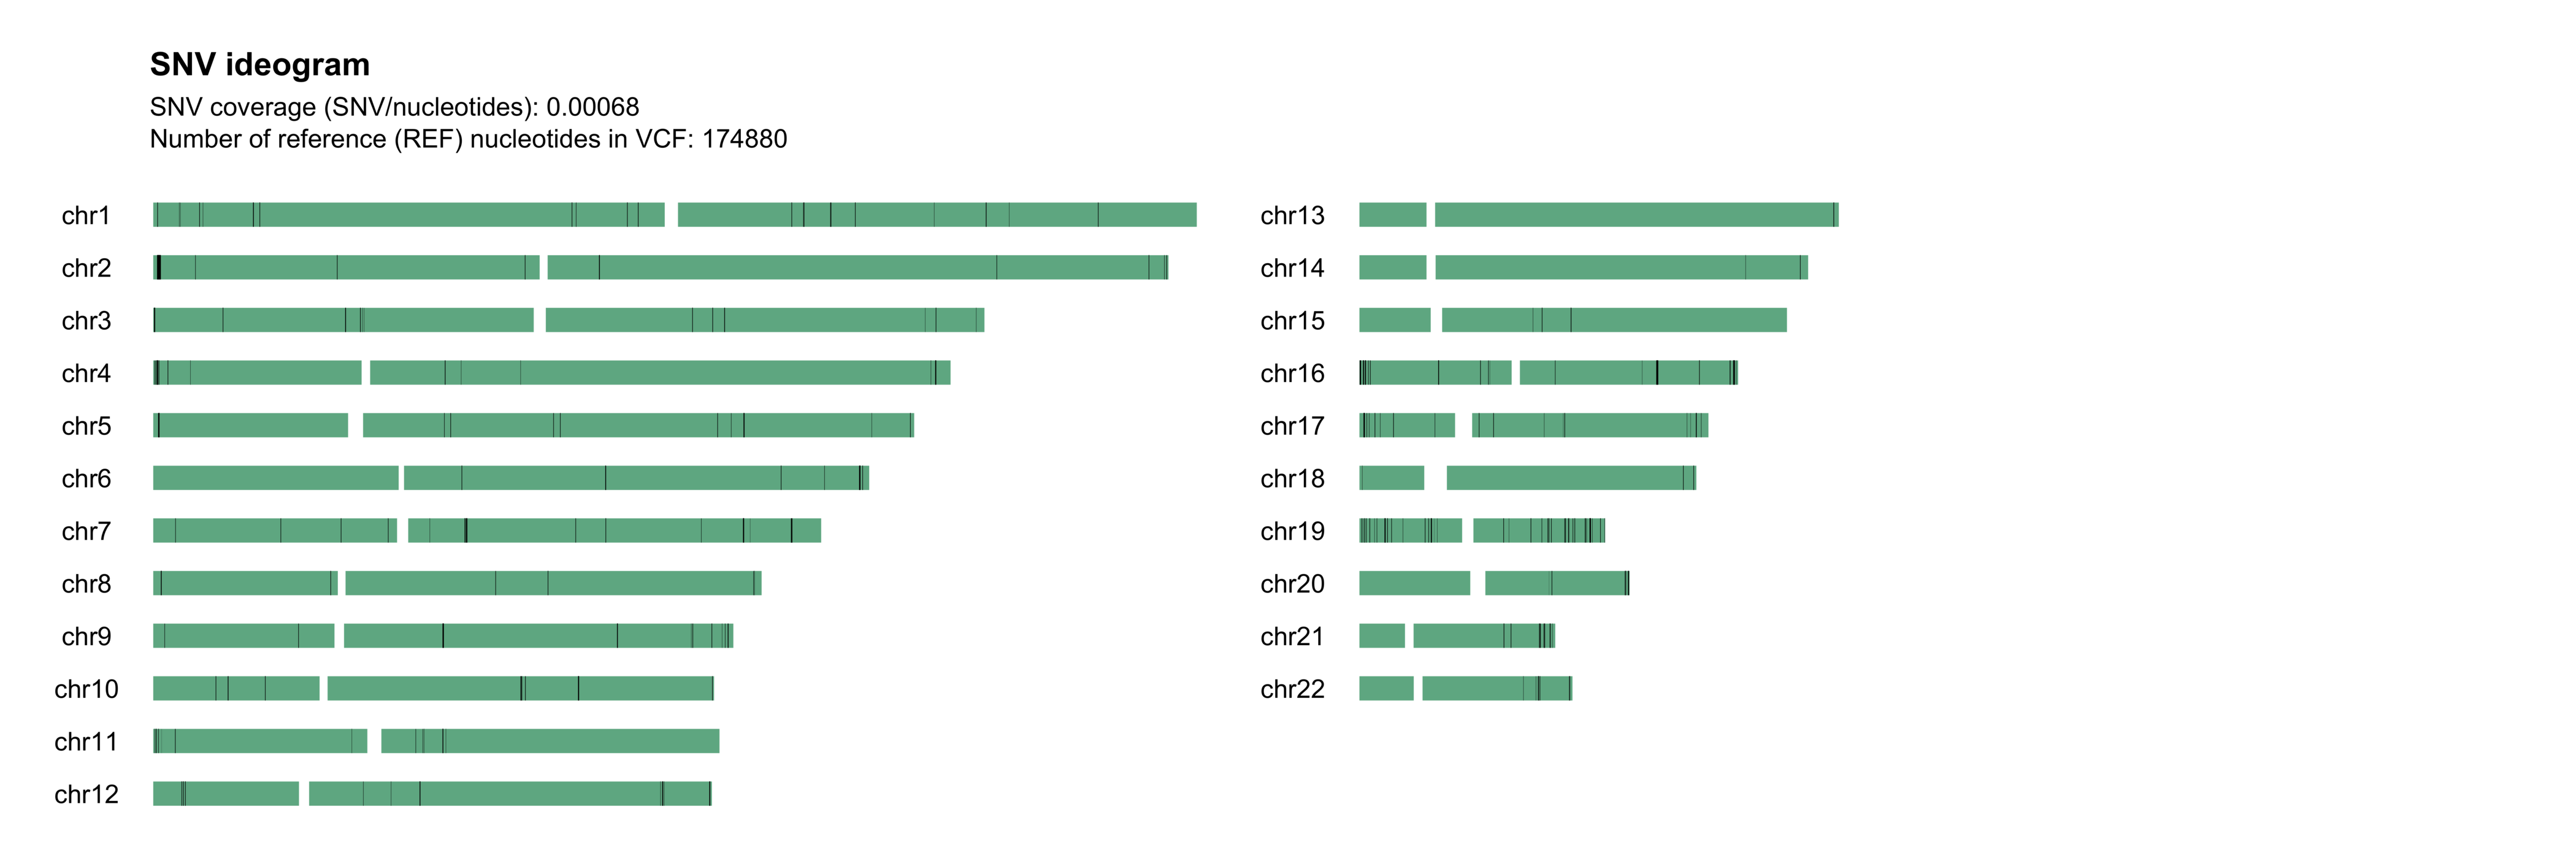 SNV ideogram
SNV coverage (SNV/nucleotides): 0.00068
Number of reference (REF) nucleotides in VCF: 174880
chr1
chr2
chr3
chr4
chr5
chr6
chr7
chr8
chr9
chr10
chr11
chr12
chr13
chr14
chr15
chr16
chr17
chr18
chr19
chr20
chr21
chr22